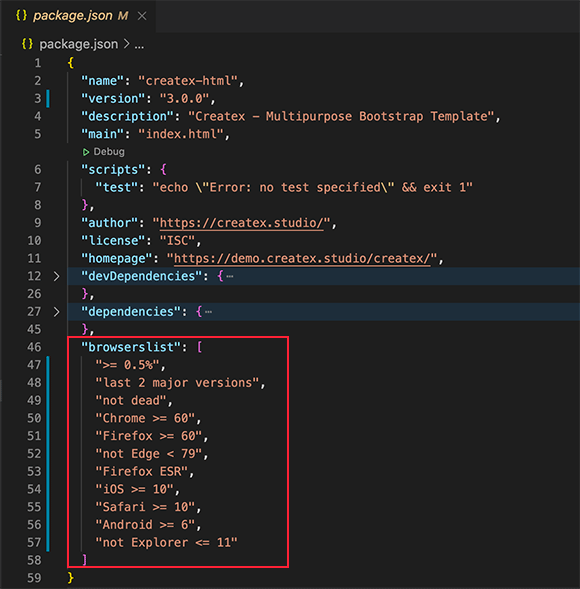 {} package.json M ×
{} package.json > ...
1 {
2 "name": "createx-html",
3 "version": "3.0.0",
4 "description": "Createx - Multipurpose Bootstrap Template",
5 "main": "index.html",
Debug
6 "scripts": {
7 "test": "echo \"Error: no test specified\" && exit 1"
8 },
9 "author": "https://createx.studio/",
10 "license": "ISC",
11 "homepage": "https://demo.createx.studio/createx/",
12 > "devDependencies": { ⋯
26 },
27 > "dependencies": { ⋯
45 },
46 "browserslist": [
47 ">= 0.5%",
48 "last 2 major versions",
49 "not dead",
50 "Chrome >= 60",
51 "Firefox >= 60",
52 "not Edge < 79",
53 "Firefox ESR",
54 "iOS >= 10",
55 "Safari >= 10",
56 "Android >= 6",
57 "not Explorer <= 11"
58 ]
59 }